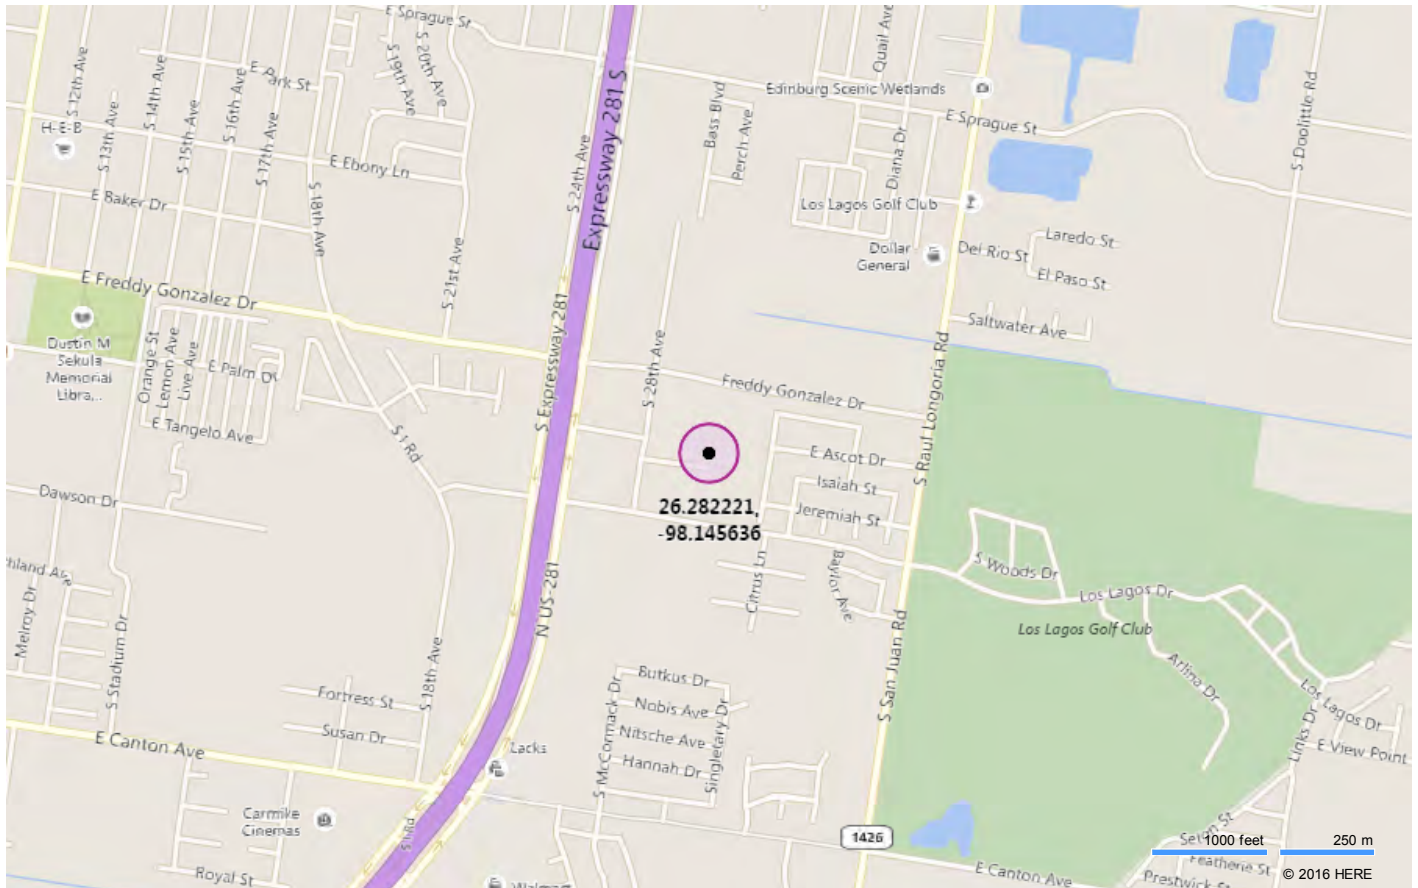 E Sprague St
Quail Ave
S 12th Ave
S 14th Ave
E Park St
S 19th Ave
S 20th Ave
Expressway 281 S
Bass Blvd
Edinburg Scenic Wetlands
S Doolittle Rd
H-E-B
S 13th Ave
S 15th Ave
S 16th Ave
S 17th Ave
Perch Ave
E Sprague St
E Ebony Ln
S 24th Ave
Diana Dr
E Baker Dr
S 18th Ave
Los Lagos Golf Club
Laredo St
Dollar
General
Del Rio St
El Paso St
E Freddy Gonzalez Dr
S 21st Ave
S Expressway 281
Saltwater Ave
Dustin M
Sekula
Memorial
Libra...
Orange St
Lemon Ave
Live Ave
E Palm Dr
S 28th Ave
Freddy Gonzalez Dr
S Raul Longoria Rd
E Tangelo Ave
S I Rd
E Ascot Dr
Isaiah St
Jeremiah St
Dawson Dr
26.282221,
-98.145636
S Woods Dr
Melroy Dr
N US-281
Citrus Ln
Baylor Ave
Los Lagos Dr
Los Lagos Golf Club
S Stadium Dr
S 18th Ave
Fortress St
Susan Dr
S McCormack Dr
Butkus Dr
Nobis Ave
Nitsche Ave
Hannah Dr
Singletary Dr
S San Juan Rd
Arlina Dr
Los Lagos Dr
Links Dr
E View Point
E Canton Ave
Lacks
Carmike
Cinemas
S I Rd
1426
Seton St
1000 feet
250 m
Royal St
E Canton Ave
Featherie St
Prestwick St
© 2016 HERE